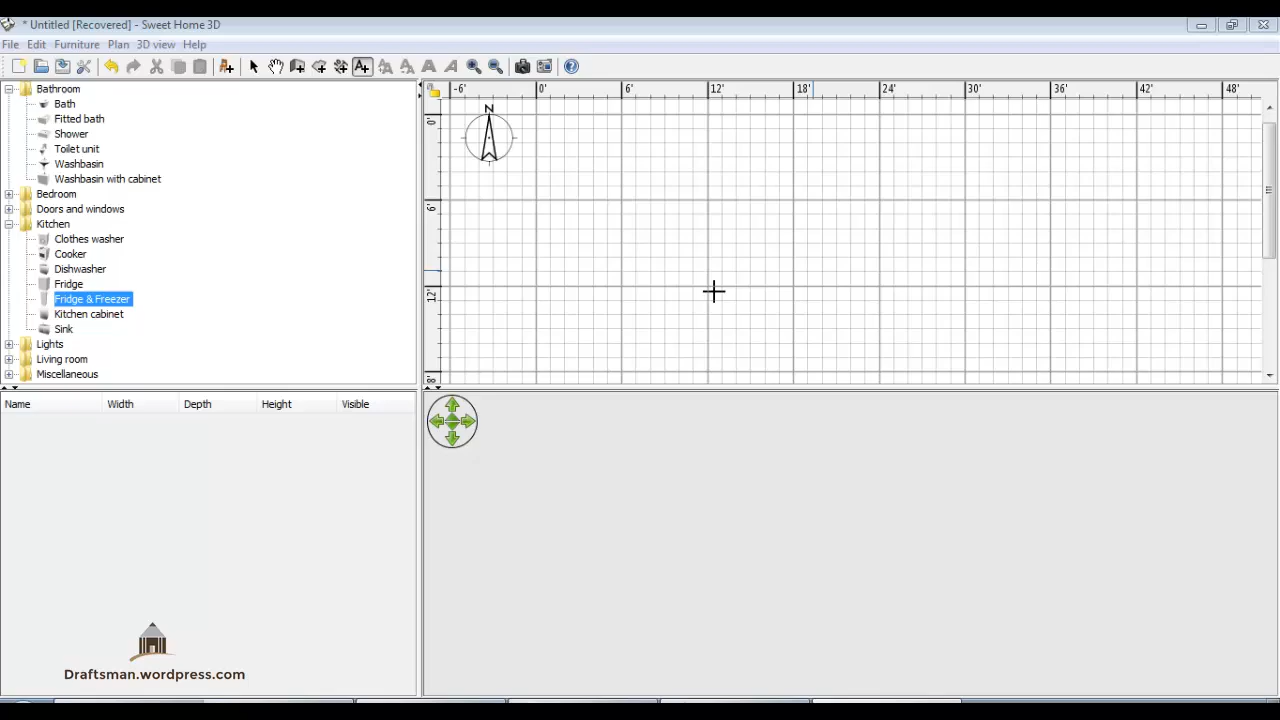 * Untitled [Recovered] - Sweet Home 3D
File Edit Furniture Plan 3D view Help
Bathroom
Bath
Fitted bath
Shower
Toilet unit
Washbasin
Washbasin with cabinet
Bedroom
Doors and windows
Kitchen
Clothes washer
Cooker
Dishwasher
Fridge
Fridge & Freezer
Kitchen cabinet
Sink
Lights
Living room
Miscellaneous
-6' 0' 6' 12' 18' 24' 30' 36' 42' 48'
0'
6'
12'
8'
N
Name Width Depth Height Visible
Draftsman.wordpress.com